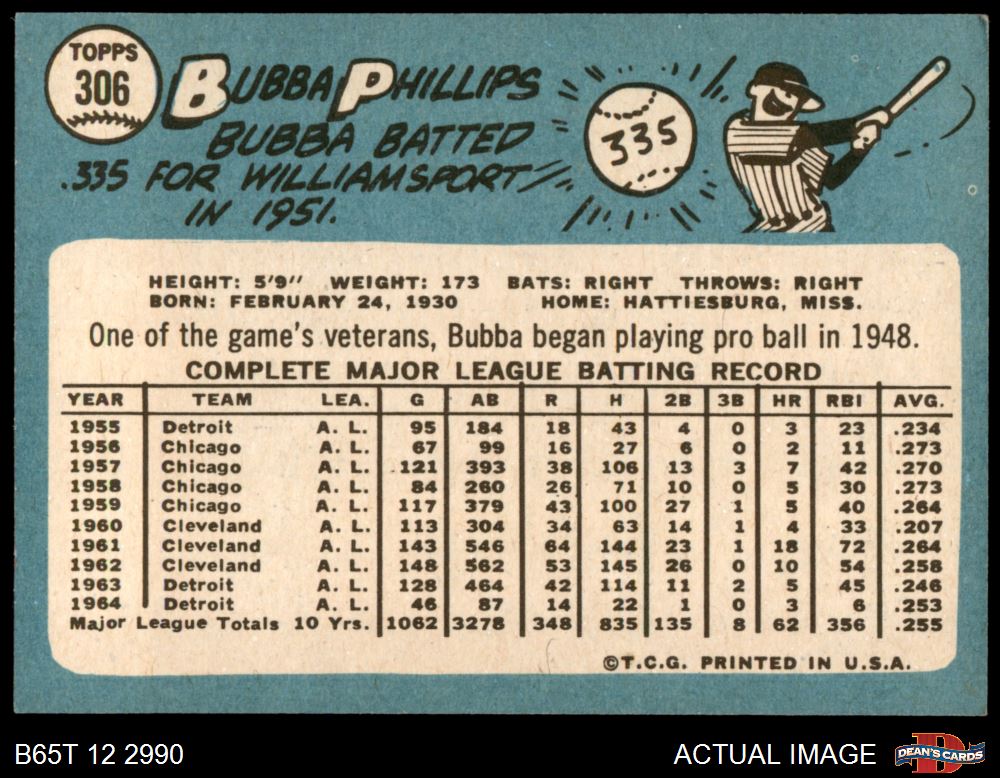 TOPPS
306
BUBBA PHILLIPS
BUBBA BATTED
.335 FOR WILLIAMSPORT
IN 1951.
335
HEIGHT: 5'9" WEIGHT: 173 BATS: RIGHT THROWS: RIGHT
BORN: FEBRUARY 24, 1930 HOME: HATTIESBURG, MISS.
One of the game's veterans, Bubba began playing pro ball in 1948.
COMPLETE MAJOR LEAGUE BATTING RECORD
YEAR TEAM LEA. G AB R H 2B 3B HR RBI AVG.
1955 Detroit A. L. 95 184 18 43 4 0 3 23 .234
1956 Chicago A. L. 67 99 16 27 6 0 2 11 .273
1957 Chicago A. L. 121 393 38 106 13 3 7 42 .270
1958 Chicago A. L. 84 260 26 71 10 0 5 30 .273
1959 Chicago A. L. 117 379 43 100 27 1 5 40 .264
1960 Cleveland A. L. 113 304 34 63 14 1 4 33 .207
1961 Cleveland A. L. 143 546 64 144 23 1 18 72 .264
1962 Cleveland A. L. 148 562 53 145 26 0 10 54 .258
1963 Detroit A. L. 128 464 42 114 11 2 5 45 .246
1964 Detroit A. L. 46 87 14 22 1 0 3 6 .253
Major League Totals 10 Yrs. 1062 3278 348 835 135 8 62 356 .255
©T.C.G. PRINTED IN U.S.A.
B65T 12 2990 ACTUAL IMAGE DEAN'S CARDS